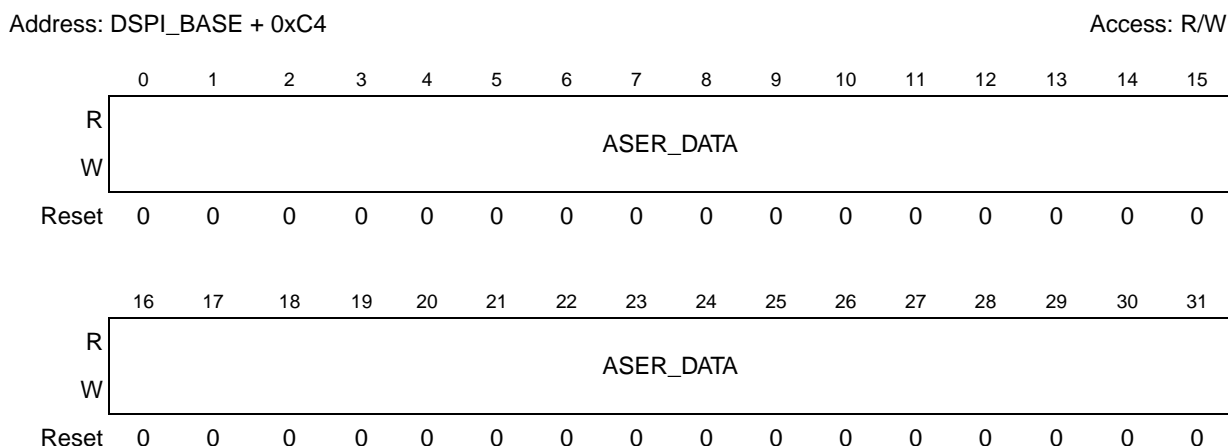 Address: DSPI_BASE + 0xC4 Access: R/W
0 1 2 3 4 5 6 7 8 9 10 11 12 13 14 15
R
ASER_DATA
W
Reset 0 0 0 0 0 0 0 0 0 0 0 0 0 0 0 0
16 17 18 19 20 21 22 23 24 25 26 27 28 29 30 31
R
ASER_DATA
W
Reset 0 0 0 0 0 0 0 0 0 0 0 0 0 0 0 0